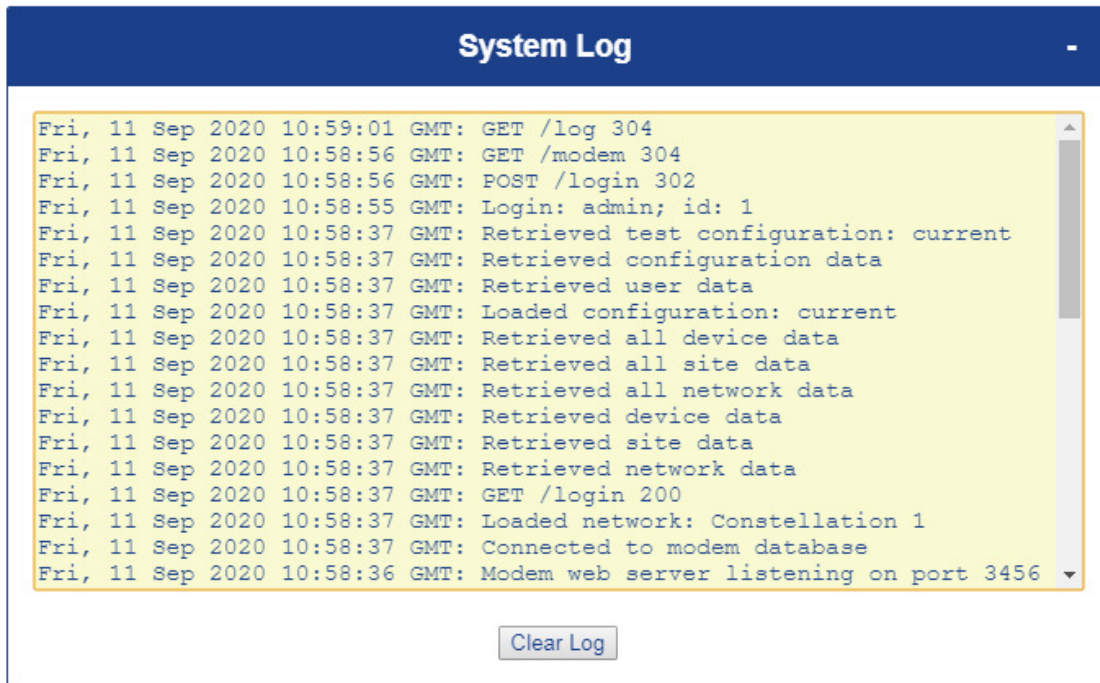 System Log -
Fri, 11 Sep 2020 10:59:01 GMT: GET /log 304
Fri, 11 Sep 2020 10:58:56 GMT: GET /modem 304
Fri, 11 Sep 2020 10:58:56 GMT: POST /login 302
Fri, 11 Sep 2020 10:58:55 GMT: Login: admin; id: 1
Fri, 11 Sep 2020 10:58:37 GMT: Retrieved test configuration: current
Fri, 11 Sep 2020 10:58:37 GMT: Retrieved configuration data
Fri, 11 Sep 2020 10:58:37 GMT: Retrieved user data
Fri, 11 Sep 2020 10:58:37 GMT: Loaded configuration: current
Fri, 11 Sep 2020 10:58:37 GMT: Retrieved all device data
Fri, 11 Sep 2020 10:58:37 GMT: Retrieved all site data
Fri, 11 Sep 2020 10:58:37 GMT: Retrieved all network data
Fri, 11 Sep 2020 10:58:37 GMT: Retrieved device data
Fri, 11 Sep 2020 10:58:37 GMT: Retrieved site data
Fri, 11 Sep 2020 10:58:37 GMT: Retrieved network data
Fri, 11 Sep 2020 10:58:37 GMT: GET /login 200
Fri, 11 Sep 2020 10:58:37 GMT: Loaded network: Constellation 1
Fri, 11 Sep 2020 10:58:37 GMT: Connected to modem database
Fri, 11 Sep 2020 10:58:36 GMT: Modem web server listening on port 3456
Clear Log